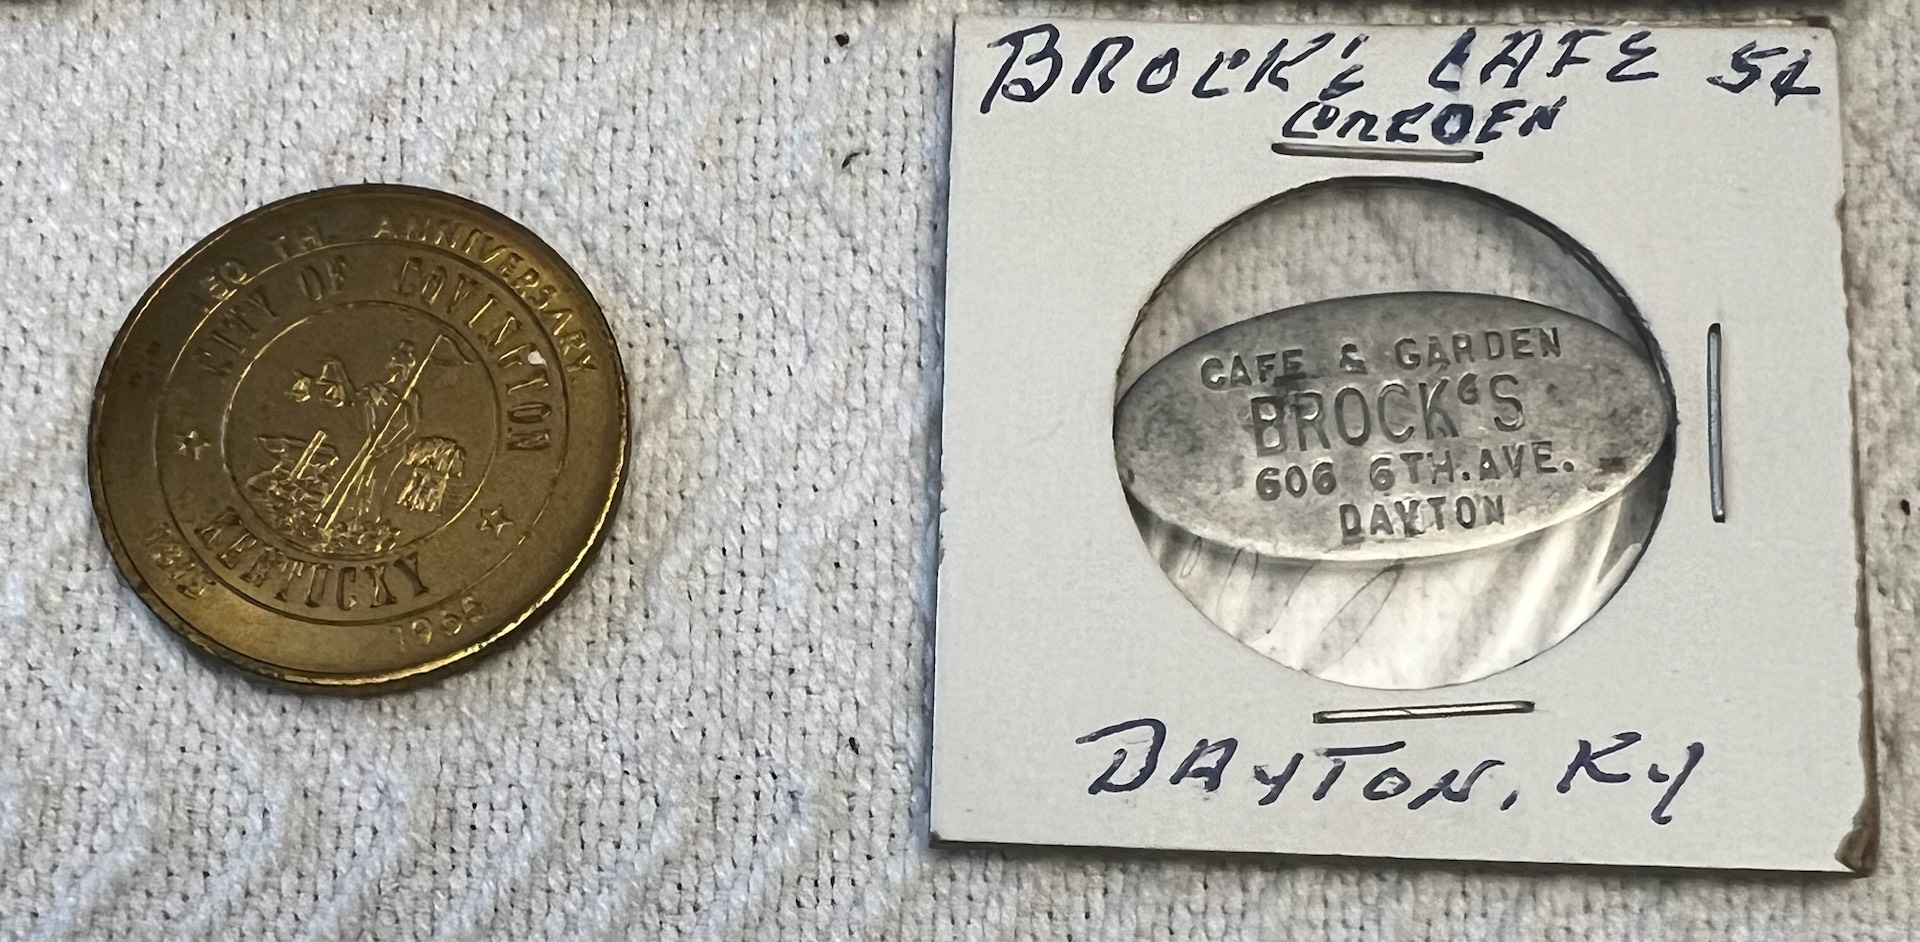 150 TH. ANNIVERSARY
CITY OF COVINGTON
KENTUCKY
1815 1965
BROCK'S CAFE 5¢
GARDEN
CAFE & GARDEN
BROCK'S
606 6TH. AVE.
DAYTON
DAYTON, Ky